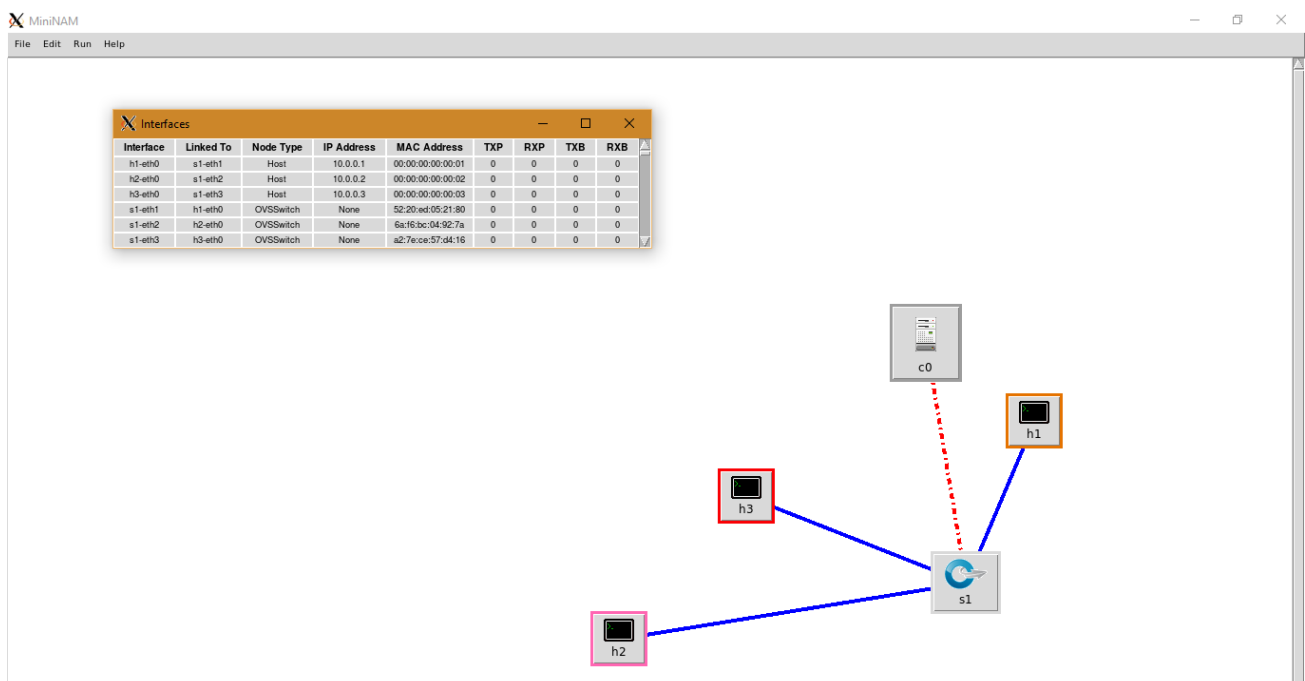 MiniNAM
File Edit Run Help
Interfaces
Interface Linked To Node Type IP Address MAC Address TXP RXP TXB RXB
h1-eth0 s1-eth1 Host 10.0.0.1 00:00:00:00:00:01 0 0 0 0
h2-eth0 s1-eth2 Host 10.0.0.2 00:00:00:00:00:02 0 0 0 0
h3-eth0 s1-eth3 Host 10.0.0.3 00:00:00:00:00:03 0 0 0 0
s1-eth1 h1-eth0 OVSSwitch None 52:20:ed:05:21:80 0 0 0 0
s1-eth2 h2-eth0 OVSSwitch None 6a:f6:bc:04:92:7a 0 0 0 0
s1-eth3 h3-eth0 OVSSwitch None a2:7e:ce:57:d4:16 0 0 0 0
c0
h1
h3
s1
h2